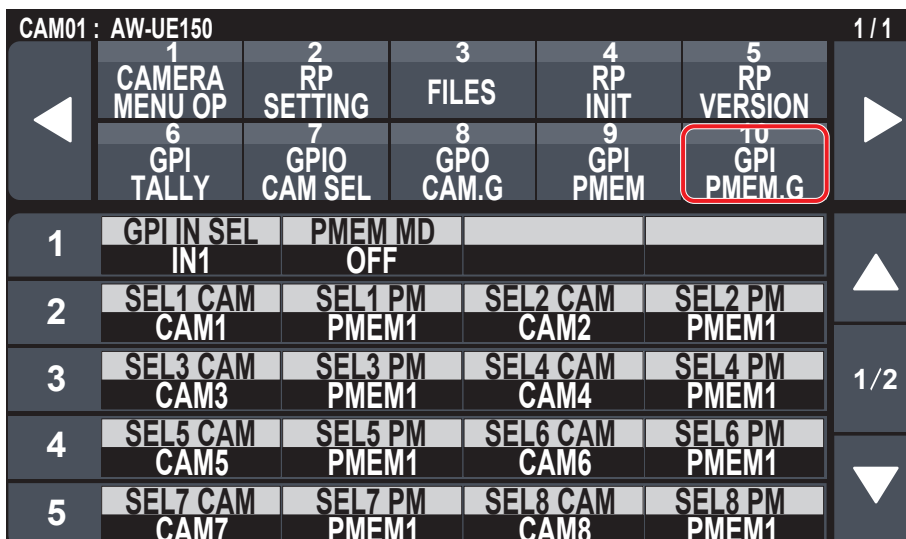 CAM01 : AW-UE150 1 / 1
1 2 3 4 5
CAMERA MENU OP
RP SETTING
FILES
RP INIT
RP VERSION
6 7 8 9 10
GPI TALLY
GPIO CAM SEL
GPO CAM.G
GPI PMEM
GPI PMEM.G
1
GPI IN SEL PMEM MD
IN1 OFF
2
SEL1 CAM SEL1 PM SEL2 CAM SEL2 PM
CAM1 PMEM1 CAM2 PMEM1
3
SEL3 CAM SEL3 PM SEL4 CAM SEL4 PM
CAM3 PMEM1 CAM4 PMEM1
1/2
4
SEL5 CAM SEL5 PM SEL6 CAM SEL6 PM
CAM5 PMEM1 CAM6 PMEM1
5
SEL7 CAM SEL7 PM SEL8 CAM SEL8 PM
CAM7 PMEM1 CAM8 PMEM1